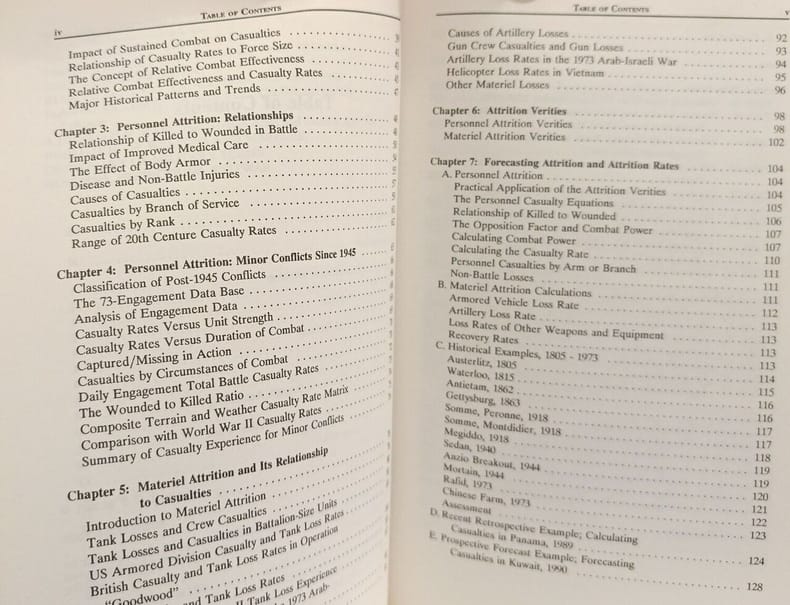 iv
TABLE OF CONTENTS
Impact of Sustained Combat on Casualties
Relationship of Casualty Rates to Force Size
The Concept of Relative Combat Effectiveness
Relative Combat Effectiveness and Casualty Rates
Major Historical Patterns and Trends
Chapter 3: Personnel Attrition: Relationships
Relationship of Killed to Wounded in Battle
Impact of Improved Medical Care
The Effect of Body Armor
Disease and Non-Battle Injuries
Causes of Casualties
Casualties by Branch of Service
Casualties by Rank
Range of 20th Centure Casualty Rates
Chapter 4: Personnel Attrition: Minor Conflicts Since 1945
Classification of Post-1945 Conflicts
The 73-Engagement Data Base
Analysis of Engagement Data
Casualty Rates Versus Unit Strength
Casualty Rates Versus Duration of Combat
Captured/Missing in Action
Casualties by Circumstances of Combat
Daily Engagement Total Battle Casualty Rates
The Wounded to Killed Ratio
Composite Terrain and Weather Casualty Rate Matrix
Comparison with World War II Casualty Rates
Summary of Casualty Experience for Minor Conflicts
Chapter 5: Materiel Attrition and Its Relationship
to Casualties
Introduction to Materiel Attrition
Tank Losses and Crew Casualties
Tank Losses and Casualties in Battalion-Size Units
US Armored Division Casualty and Tank Loss Rates
British Casualty and Tank Loss Rates in Operation
"Goodwood"
and Tank Loss Rates
Tank Loss Experience
1973 Arab-
TABLE OF CONTENTS
v
Causes of Artillery Losses 92
Gun Crew Casualties and Gun Losses 93
Artillery Loss Rates in the 1973 Arab-Israeli War 94
Helicopter Loss Rates in Vietnam 95
Other Materiel Losses 96
Chapter 6: Attrition Verities 98
Personnel Attrition Verities 98
Materiel Attrition Verities 102
Chapter 7: Forecasting Attrition and Attrition Rates 104
A. Personnel Attrition 104
Practical Application of the Attrition Verities 104
The Personnel Casualty Equations 105
Relationship of Killed to Wounded 106
The Opposition Factor and Combat Power 107
Calculating Combat Power 107
Calculating the Casualty Rate 110
Personnel Casualties by Arm or Branch 111
Non-Battle Losses 111
B. Materiel Attrition Calculations 111
Armored Vehicle Loss Rate 112
Artillery Loss Rate 113
Loss Rates of Other Weapons and Equipment 113
Recovery Rates 113
C. Historical Examples, 1805 - 1973 113
Austerlitz, 1805 114
Waterloo, 1815 115
Antietam, 1862 116
Gettysburg, 1863 116
Somme, Peronne, 1918 117
Somme, Montdidier, 1918 117
Megiddo, 1918 118
Sedan, 1940 119
Anzio Breakout, 1944 119
Mortain, 1944 120
Rafid, 1973 121
Chinese Farm, 1973 122
Assessment 123
D. Recent Retrospective Example; Calculating
Casualties in Panama, 1989 124
E. Prospective Forecast Example; Forecasting
Casualties in Kuwait, 1990 128